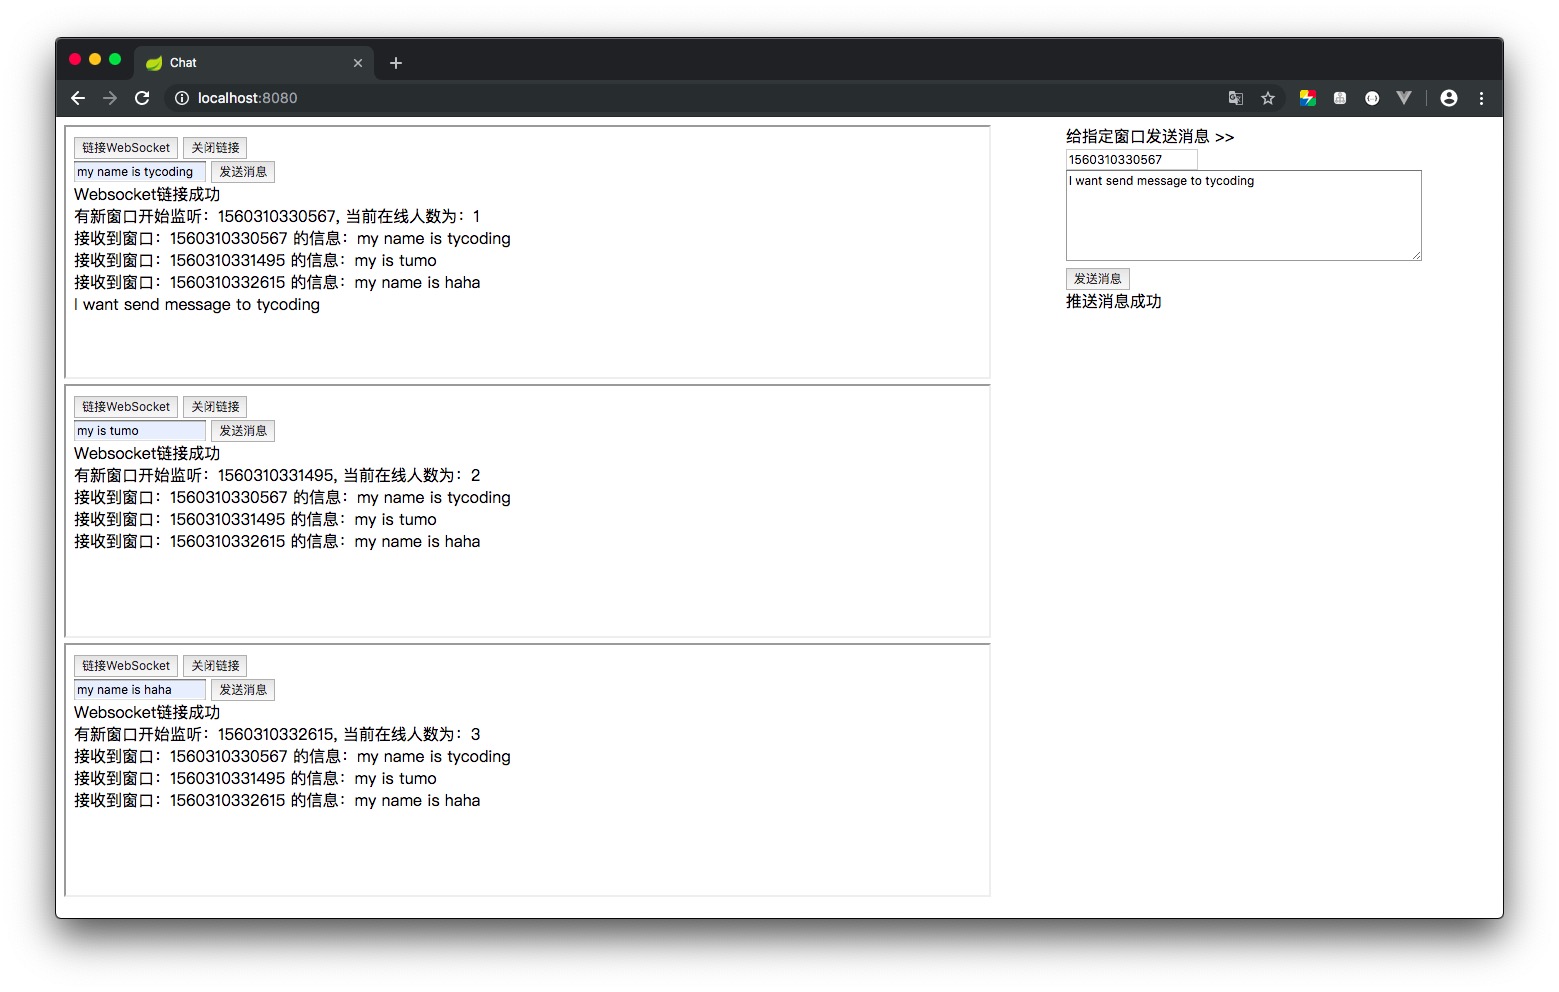 Chat
localhost:8080
链接WebSocket 关闭链接
my name is tycoding 发送消息
Websocket链接成功
有新窗口开始监听：1560310330567, 当前在线人数为：1
接收到窗口：1560310330567 的信息：my name is tycoding
接收到窗口：1560310331495 的信息：my is tumo
接收到窗口：1560310332615 的信息：my name is haha
I want send message to tycoding
链接WebSocket 关闭链接
my is tumo 发送消息
Websocket链接成功
有新窗口开始监听：1560310331495, 当前在线人数为：2
接收到窗口：1560310330567 的信息：my name is tycoding
接收到窗口：1560310331495 的信息：my is tumo
接收到窗口：1560310332615 的信息：my name is haha
链接WebSocket 关闭链接
my name is haha 发送消息
Websocket链接成功
有新窗口开始监听：1560310332615, 当前在线人数为：3
接收到窗口：1560310330567 的信息：my name is tycoding
接收到窗口：1560310331495 的信息：my is tumo
接收到窗口：1560310332615 的信息：my name is haha
给指定窗口发送消息 >>
1560310330567
I want send message to tycoding
发送消息
推送消息成功